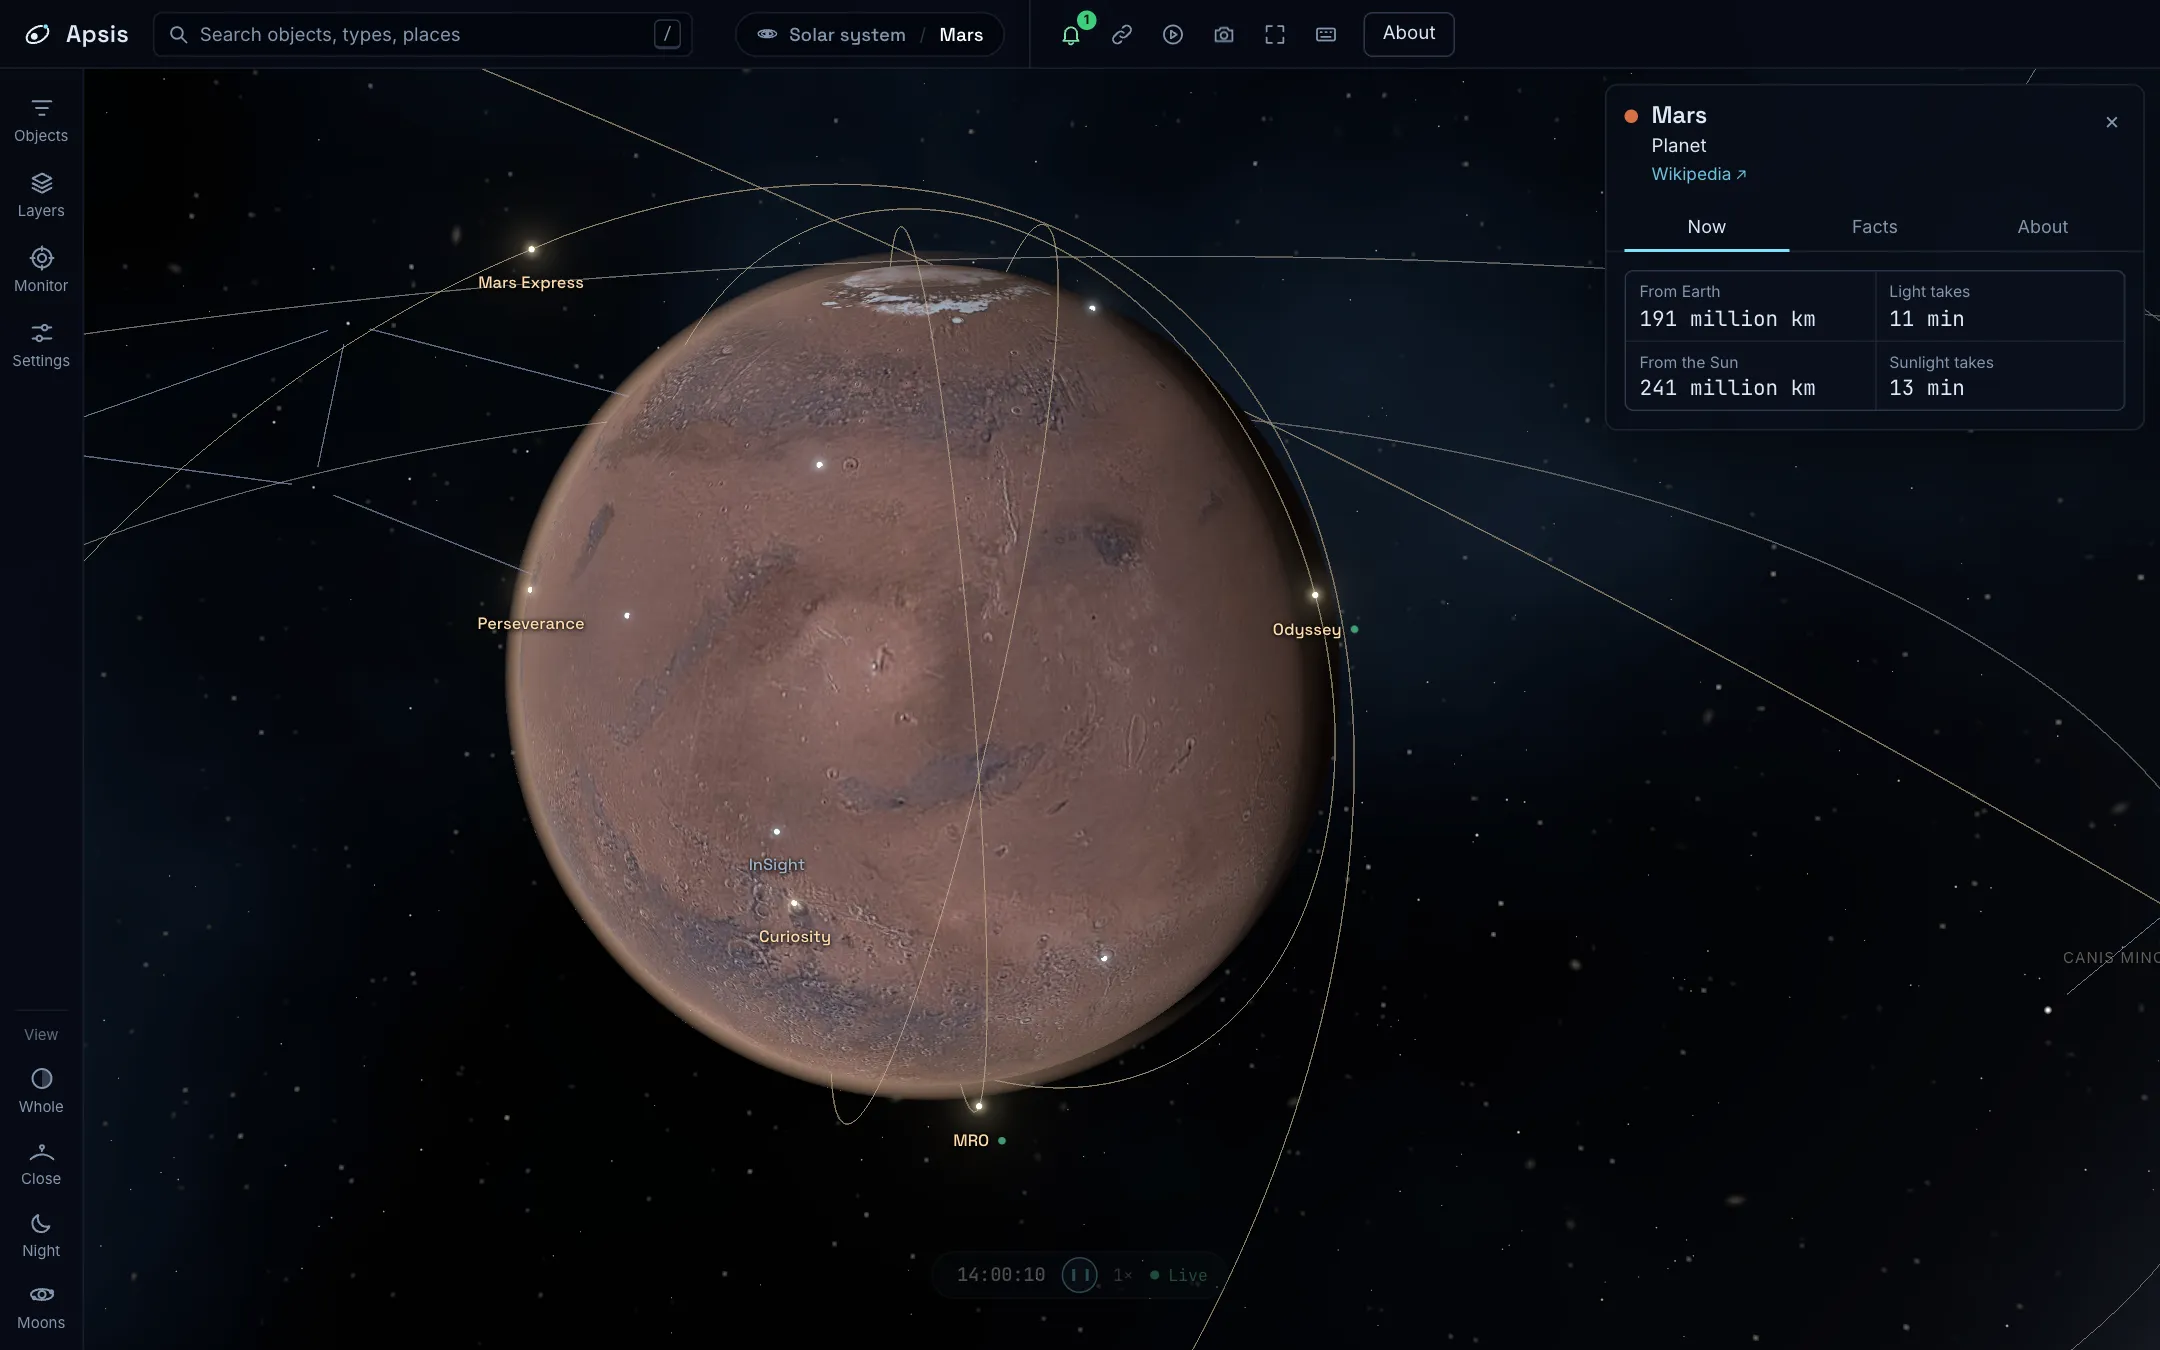 Apsis
Search objects, types, places
/
Solar system / Mars
1
About
Objects
Layers
Monitor
Settings
Mars
Planet
Wikipedia ↗
Now
Facts
About
From Earth
191 million km
Light takes
11 min
From the Sun
241 million km
Sunlight takes
13 min
Mars Express
Perseverance
Odyssey
InSight
Curiosity
CANIS MINO
MRO
View
Whole
Close
Night
Moons
14:00:10
1×
Live